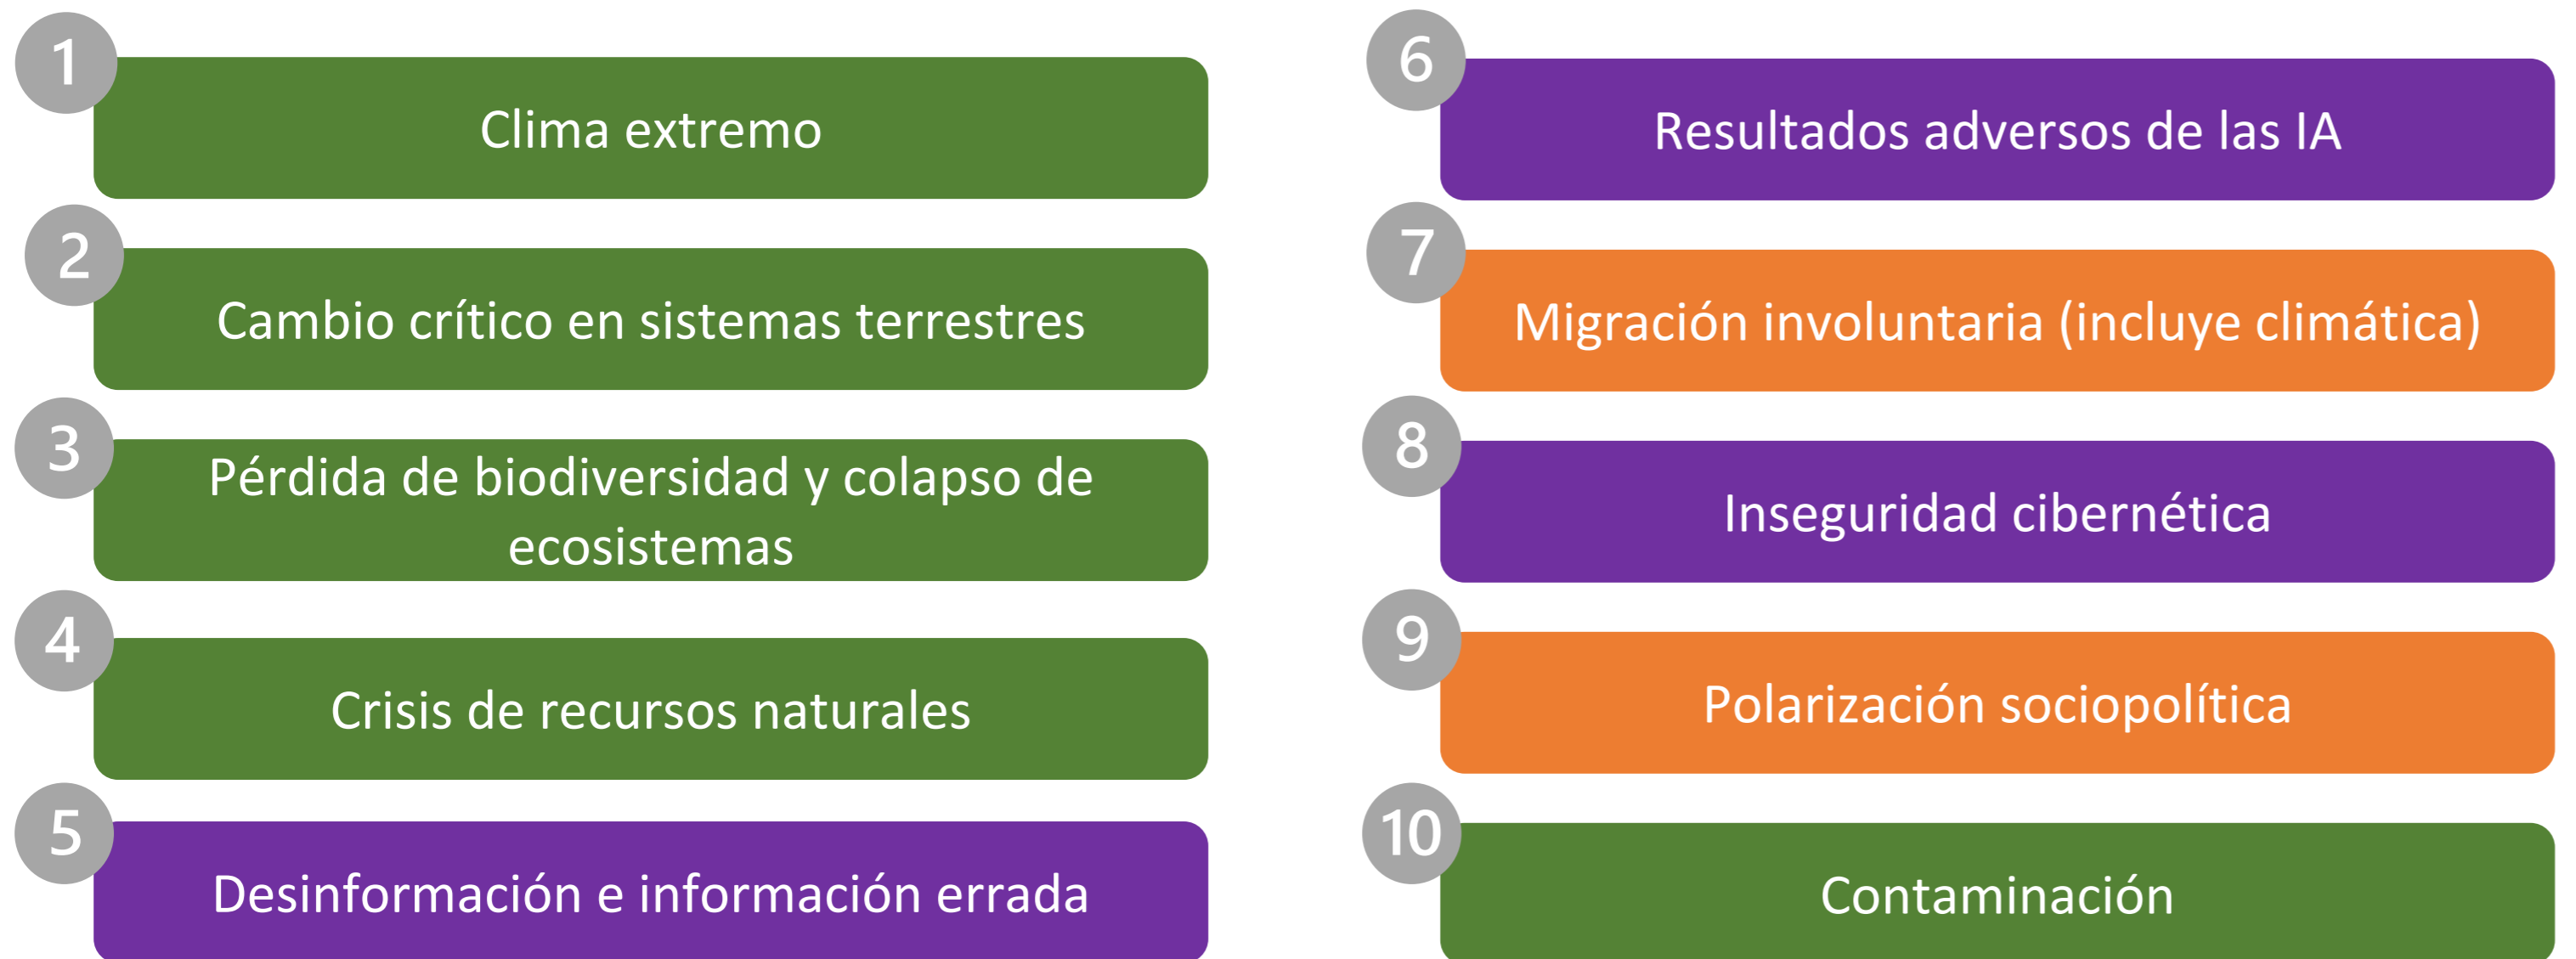 1
Clima extremo
2
Cambio crítico en sistemas terrestres
3
Pérdida de biodiversidad y colapso de
ecosistemas
4
Crisis de recursos naturales
5
Desinformación e información errada
6
Resultados adversos de las IA
7
Migración involuntaria (incluye climática)
8
Inseguridad cibernética
9
Polarización sociopolítica
10
Contaminación